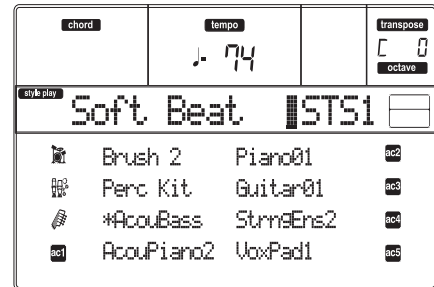 chord tempo transpose
♩= 74 C 0
octave
style play
Soft Beat STS1
Brush 2 Piano01 ac2
Perc Kit Guitar01 ac3
*AcouBass StrngEns2 ac4
ac1 AcouPiano2 VoxPad1 ac5